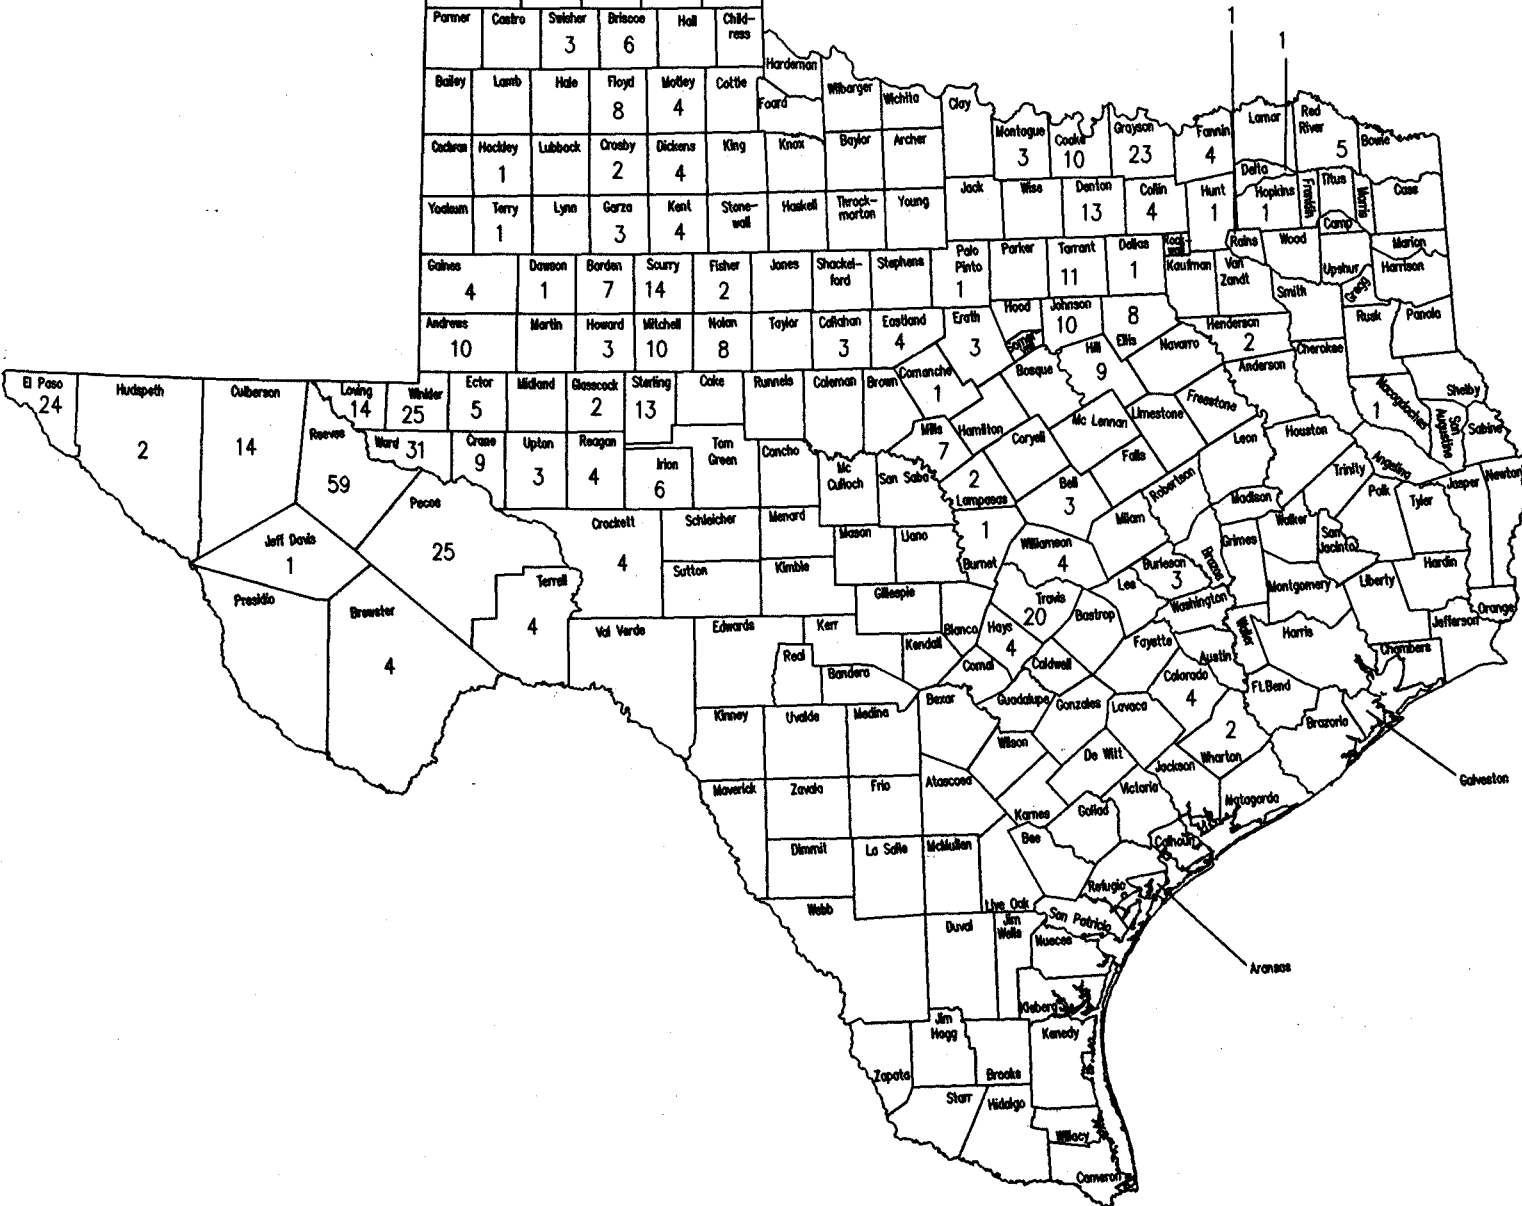 1
1
Parmer
Castro
Swisher
3
Briscoe
6
Hall
Child-
ress
Hardeman
Bailey
Lamb
Hale
Floyd
8
Motley
4
Cottle
Foard
Wilbarger
Wichita
Clay
Montague
3
Cooke
10
Grayson
23
Fannin
4
Lamar
Red
River
5
Bowie
Cochran
Hockley
1
Lubbock
Crosby
2
Dickens
4
King
Knox
Baylor
Archer
Delta
Yoakum
Terry
1
Lynn
Garza
3
Kent
4
Stone-
wall
Haskell
Throck-
morton
Young
Jack
Wise
Denton
13
Collin
4
Hunt
1
Hopkins
1
Franklin
Titus
Morris
Cass
Camp
Gaines
4
Dawson
1
Borden
7
Scurry
14
Fisher
2
Jones
Shackel-
ford
Stephens
Palo
Pinto
1
Parker
Tarrant
11
Dallas
1
Rock-
wall
Kaufman
Rains
Van
Zandt
Wood
Upshur
Marion
Harrison
Gregg
Smith
Andrews
10
Martin
Howard
3
Mitchell
10
Nolan
8
Taylor
Callahan
3
Eastland
4
Erath
3
Hood
Somervell
Johnson
10
8
Ellis
Hill
9
Navarro
Henderson
2
Rusk
Panola
El Paso
24
Hudspeth
2
Culberson
14
Loving
14
Winkler
25
Ector
5
Midland
Glasscock
2
Sterling
13
Coke
Runnels
Coleman
Brown
Comanche
1
Bosque
Anderson
Cherokee
Nacogdoches
1
Shelby
San
Augustine
Sabine
Reeves
59
Ward 31
Crane
9
Upton
3
Reagan
4
Irion
6
Tom
Green
Concho
Mc
Culloch
San Saba
Mills
7
Hamilton
Coryell
Mc Lennan
Limestone
Freestone
Leon
Houston
Angelina
Trinity
Polk
Tyler
Jasper
Newton
Pecos
25
Jeff Davis
1
Presidio
Brewster
4
Terrell
4
Crockett
4
Schleicher
Menard
Mason
Llano
2
Lampasas
1
Burnet
Bell
3
Falls
Robertson
Milam
Madison
Walker
San
Jacinto
Grimes
Brazos
Williamson
4
Burleson
3
Lee
Sutton
Kimble
Gillespie
Blanco
Travis
20
Bastrop
Washington
Montgomery
Liberty
Hardin
Orange
Jefferson
Val Verde
Edwards
Kerr
Real
Bandera
Kendall
Hays
4
Comal
Caldwell
Fayette
Austin
Waller
Harris
Chambers
Kinney
Uvalde
Medina
Bexar
Guadalupe
Gonzales
Lavaca
Colorado
4
Ft.Bend
Brazoria
2
Wharton
Wilson
De Witt
Jackson
Galveston
Maverick
Zavala
Frio
Atascosa
Karnes
Goliad
Victoria
Matagorda
Dimmit
La Salle
McMullen
Bee
Calhoun
Refugio
Webb
Duval
Live Oak
Jim
Wells
San Patricio
Nueces
Aransas
Kleberg
Zapata
Jim
Hogg
Brooks
Kenedy
Starr
Hidalgo
Willacy
Cameron